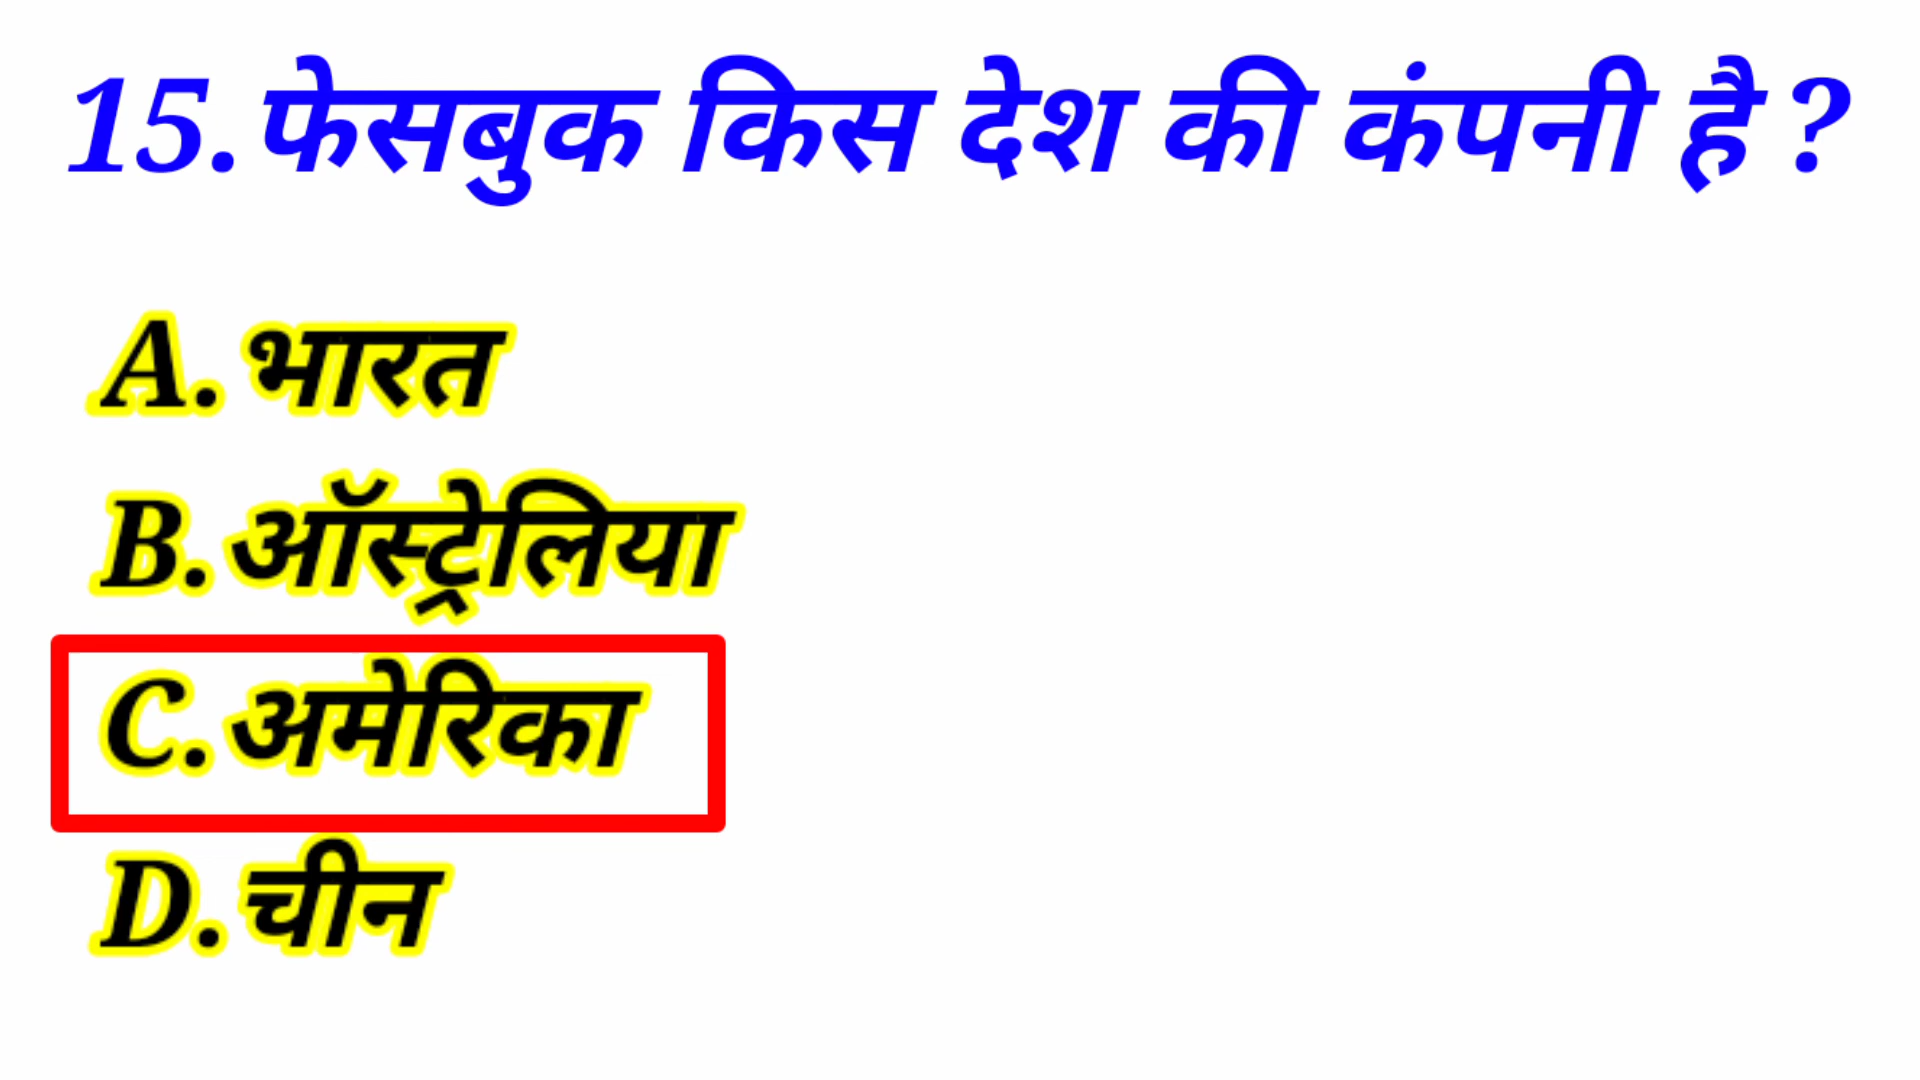 15.फेसबुक किस देश की कंपनी है ?
A.भारत
B.ऑस्ट्रेलिया
C.अमेरिका
D.चीन